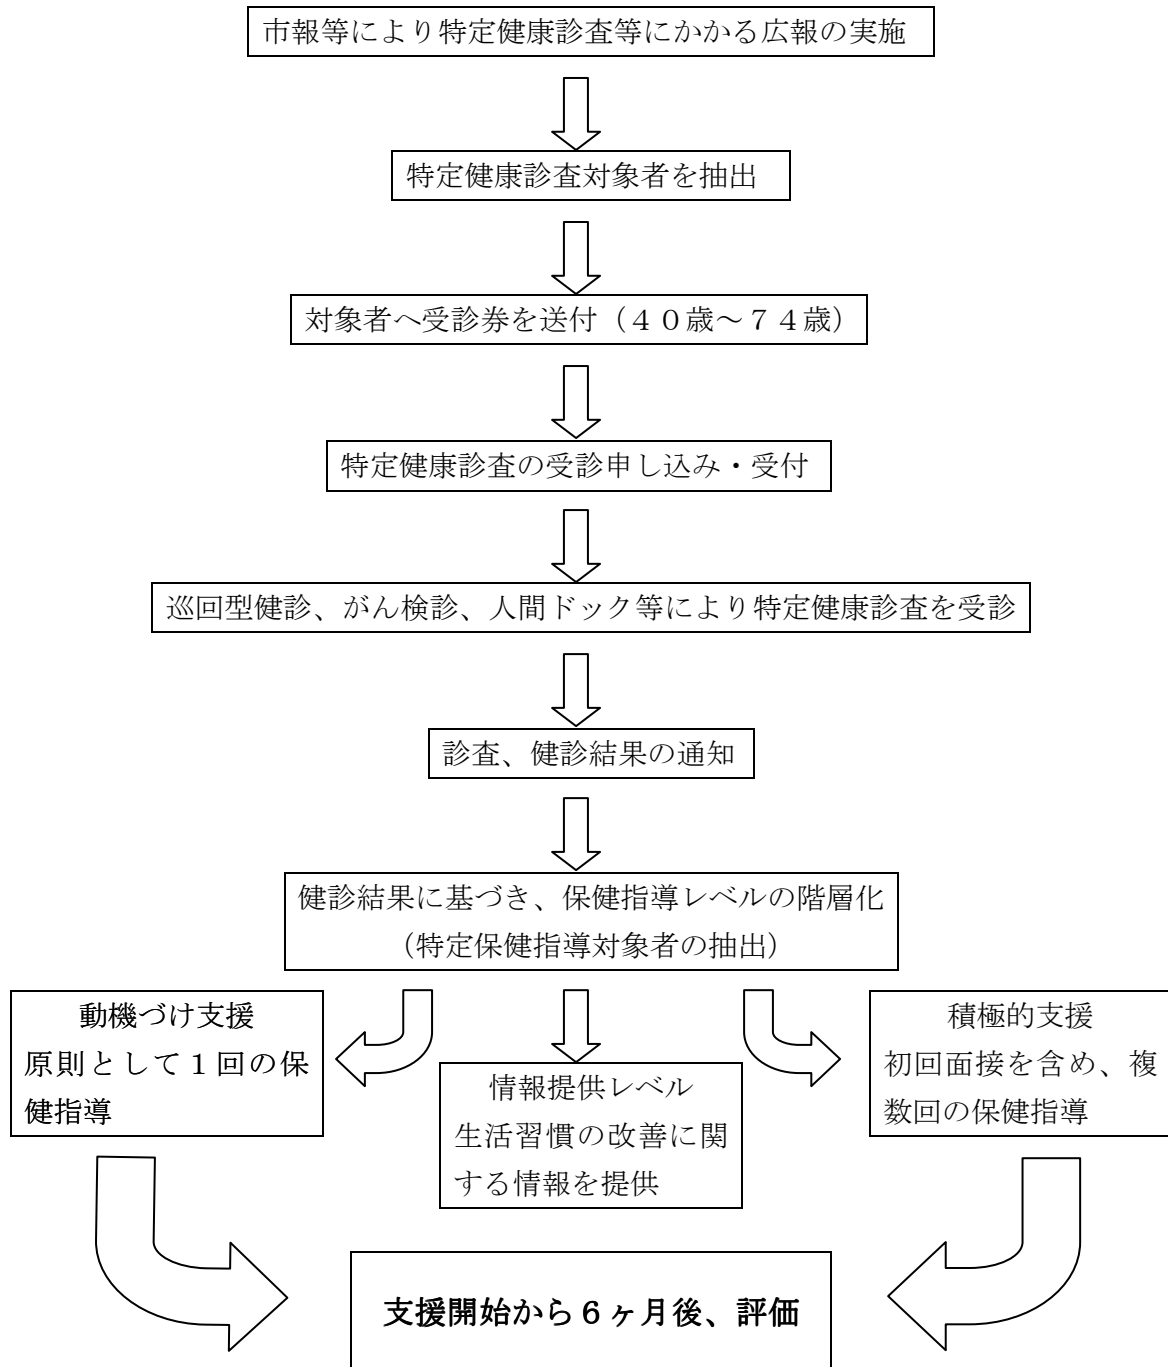 市報等により特定健康診査等にかかる広報の実施
特定健康診査対象者を抽出
対象者へ受診券を送付（４０歳～７４歳）
特定健康診査の受診申し込み・受付
巡回型健診、がん検診、人間ドック等により特定健康診査を受診
診査、健診結果の通知
健診結果に基づき、保健指導レベルの階層化
（特定保健指導対象者の抽出）
動機づけ支援
原則として１回の保
健指導
情報提供レベル
生活習慣の改善に関
する情報を提供
積極的支援
初回面接を含め、複
数回の保健指導
支援開始から６ヶ月後、評価